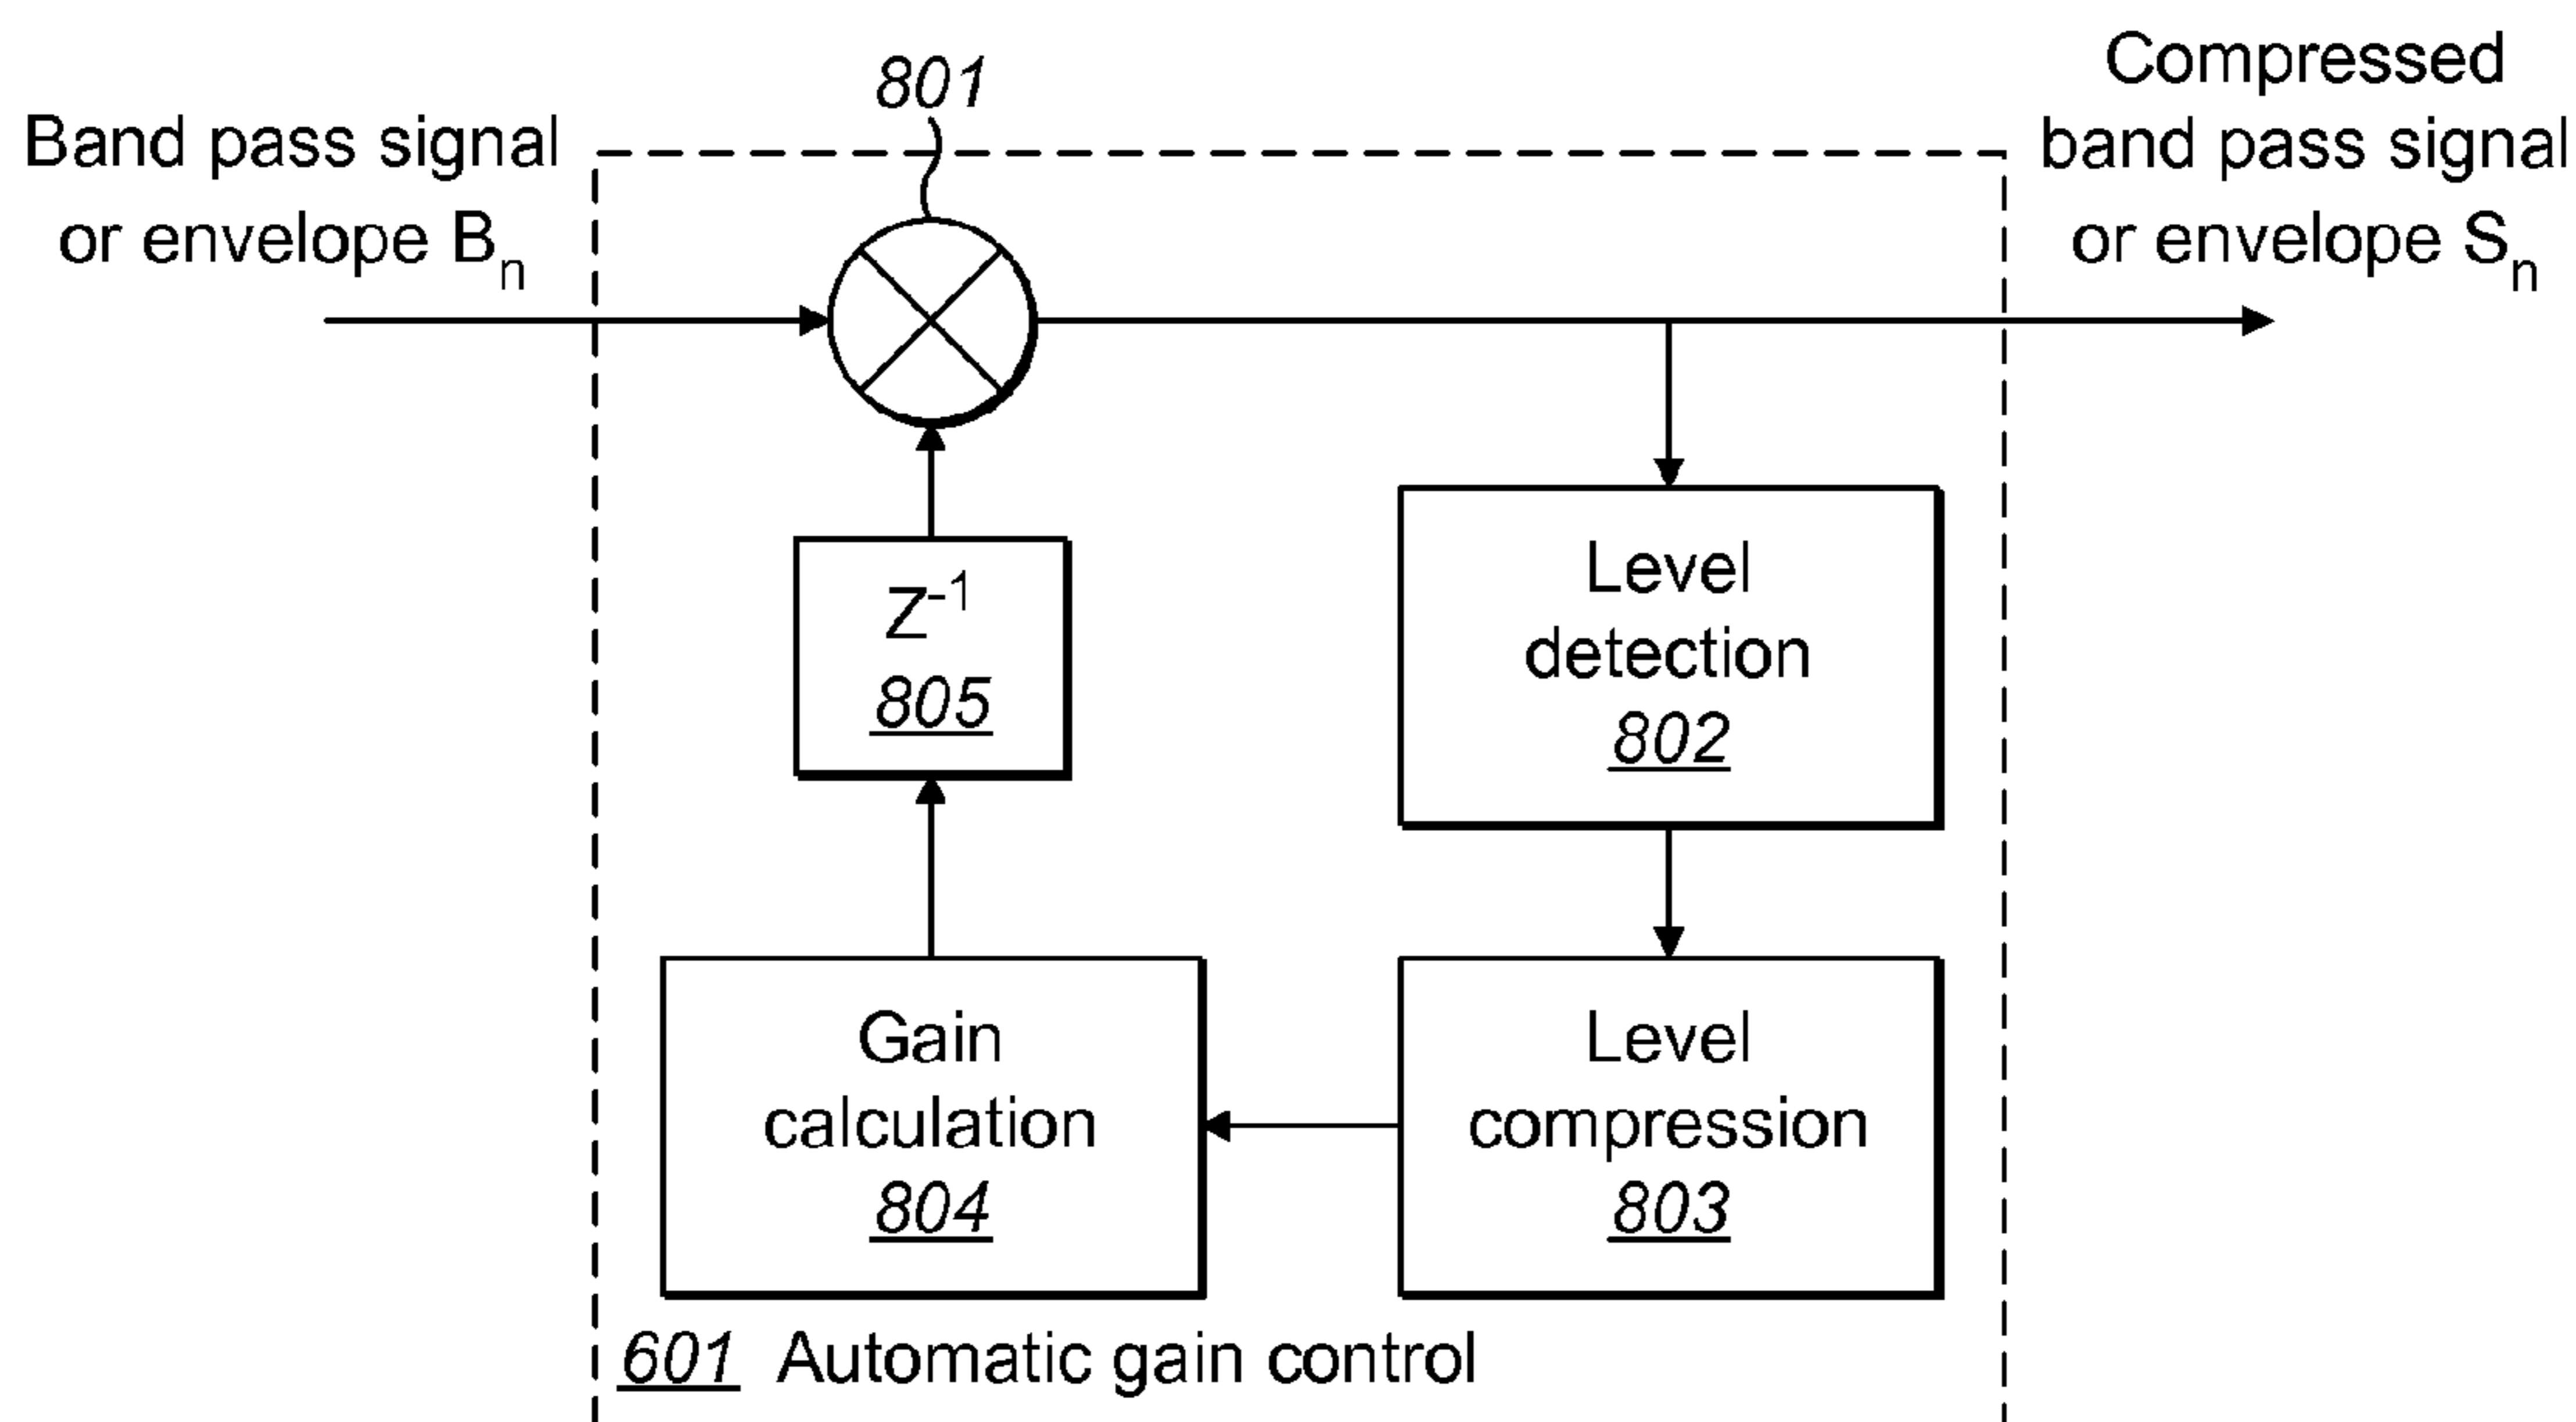 801
Band pass signal
or envelope Bn
Compressed
band pass signal
or envelope Sn
Z-1
805
Level
detection
802
Gain
calculation
804
Level
compression
803
601 Automatic gain control